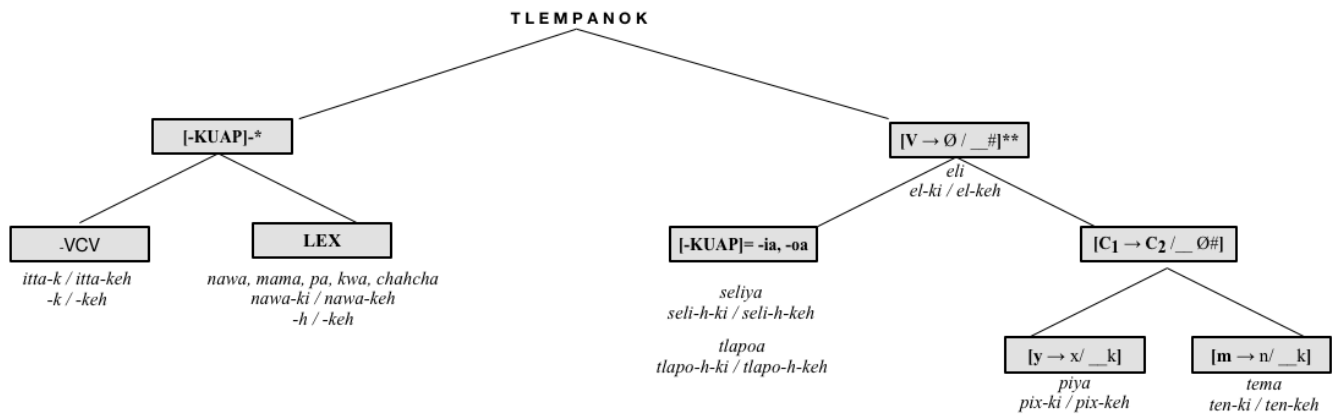 TLEMPANOK
[-KUAP]-*
[V → Ø / __#]**
eli
el-ki / el-keh
-VCV
LEX
[-KUAP]= -ia, -oa
[C₁ → C₂ /__ Ø#]
itta-k / itta-keh
-k / -keh
nawa, mama, pa, kwa, chahcha
nawa-ki / nawa-keh
-h / -keh
seliya
seli-h-ki / seli-h-keh
tlapoa
tlapo-h-ki / tlapo-h-keh
[y → x/ __k]
[m → n/ __k]
piya
pix-ki / pix-keh
tema
ten-ki / ten-keh